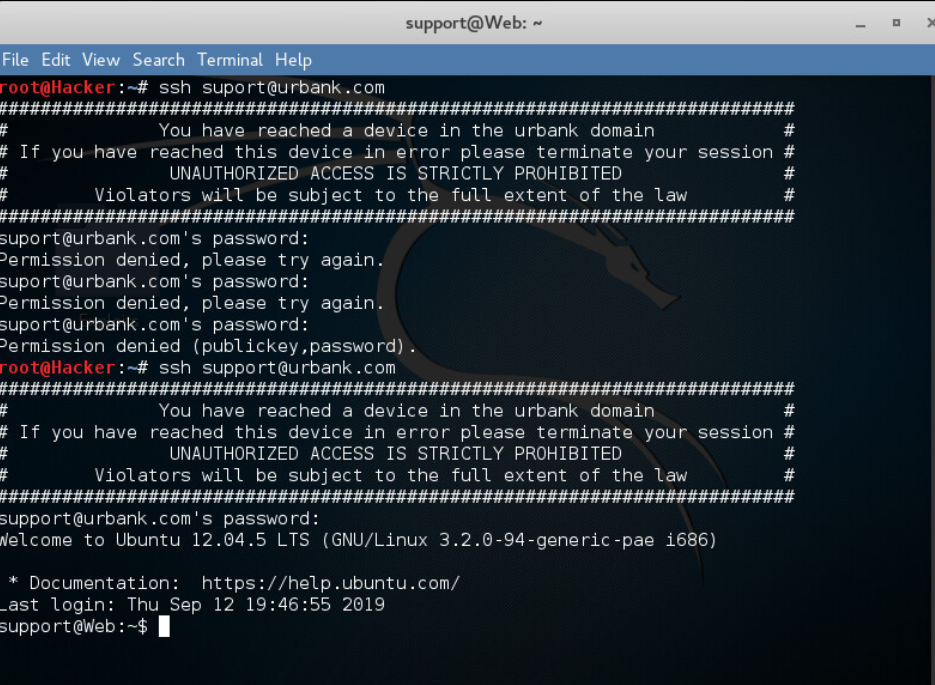 support@Web: ~
File Edit View Search Terminal Help
root@Hacker:~# ssh suport@urbank.com
###########################################################################
#              You have reached a device in the urbank domain            #
# If you have reached this device in error please terminate your session #
#               UNAUTHORIZED ACCESS IS STRICTLY PROHIBITED               #
#        Violators will be subject to the full extent of the law         #
###########################################################################
suport@urbank.com's password:
Permission denied, please try again.
suport@urbank.com's password:
Permission denied, please try again.
suport@urbank.com's password:
Permission denied (publickey,password).
root@Hacker:~# ssh support@urbank.com
###########################################################################
#              You have reached a device in the urbank domain            #
# If you have reached this device in error please terminate your session #
#               UNAUTHORIZED ACCESS IS STRICTLY PROHIBITED               #
#        Violators will be subject to the full extent of the law         #
###########################################################################
support@urbank.com's password:
Welcome to Ubuntu 12.04.5 LTS (GNU/Linux 3.2.0-94-generic-pae i686)
 * Documentation:  https://help.ubuntu.com/
Last login: Thu Sep 12 19:46:55 2019
support@Web:~$